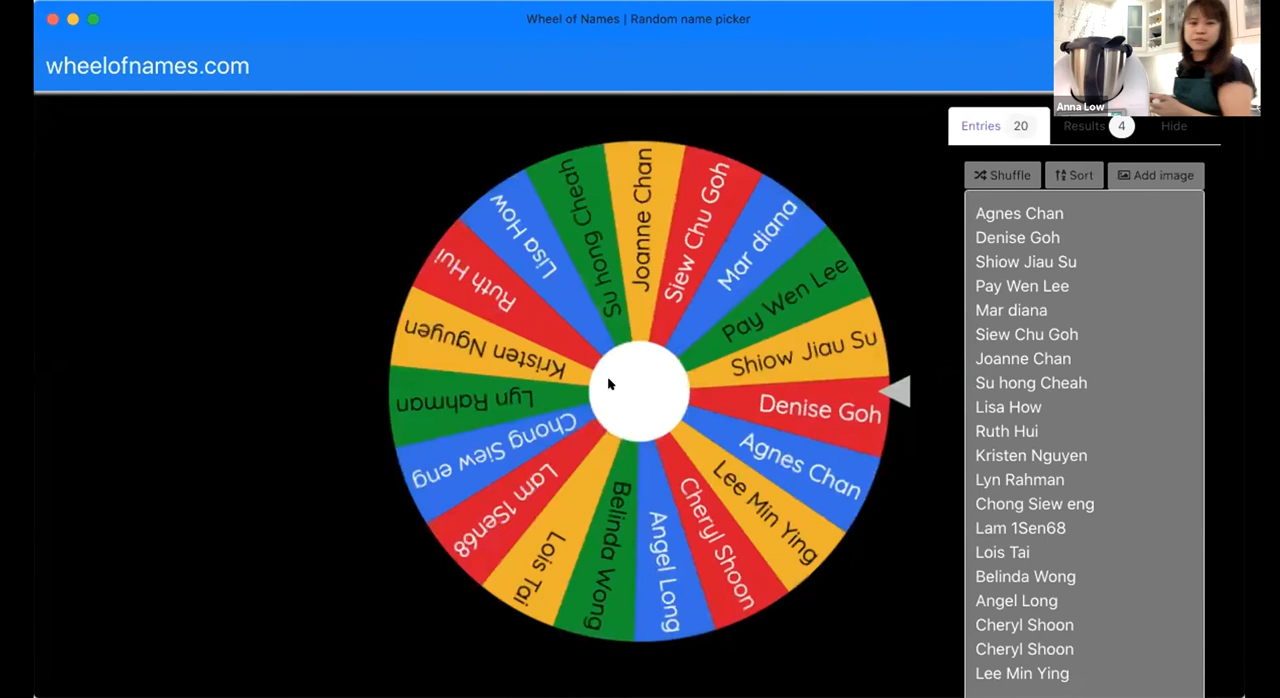 Wheel of Names | Random name picker
wheelofnames.com
Anna Low
Entries 20
Results 4
Hide
Shuffle
Sort
Add image
Agnes Chan
Denise Goh
Shiow Jiau Su
Pay Wen Lee
Mar diana
Siew Chu Goh
Joanne Chan
Su hong Cheah
Lisa How
Ruth Hui
Kristen Nguyen
Lyn Rahman
Chong Siew eng
Lam 1Sen68
Lois Tai
Belinda Wong
Angel Long
Cheryl Shoon
Cheryl Shoon
Lee Min Ying
Joanne Chan
Siew Chu Goh
Mar diana
Pay Wen Lee
Shiow Jiau Su
Denise Goh
Agnes Chan
Lee Min Ying
Cheryl Shoon
Angel Long
Belinda Wong
Lois Tai
Lam 1Sen68
Chong Siew eng
Lyn Rahman
Kristen Nguyen
Ruth Hui
Lisa How
Su hong Cheah